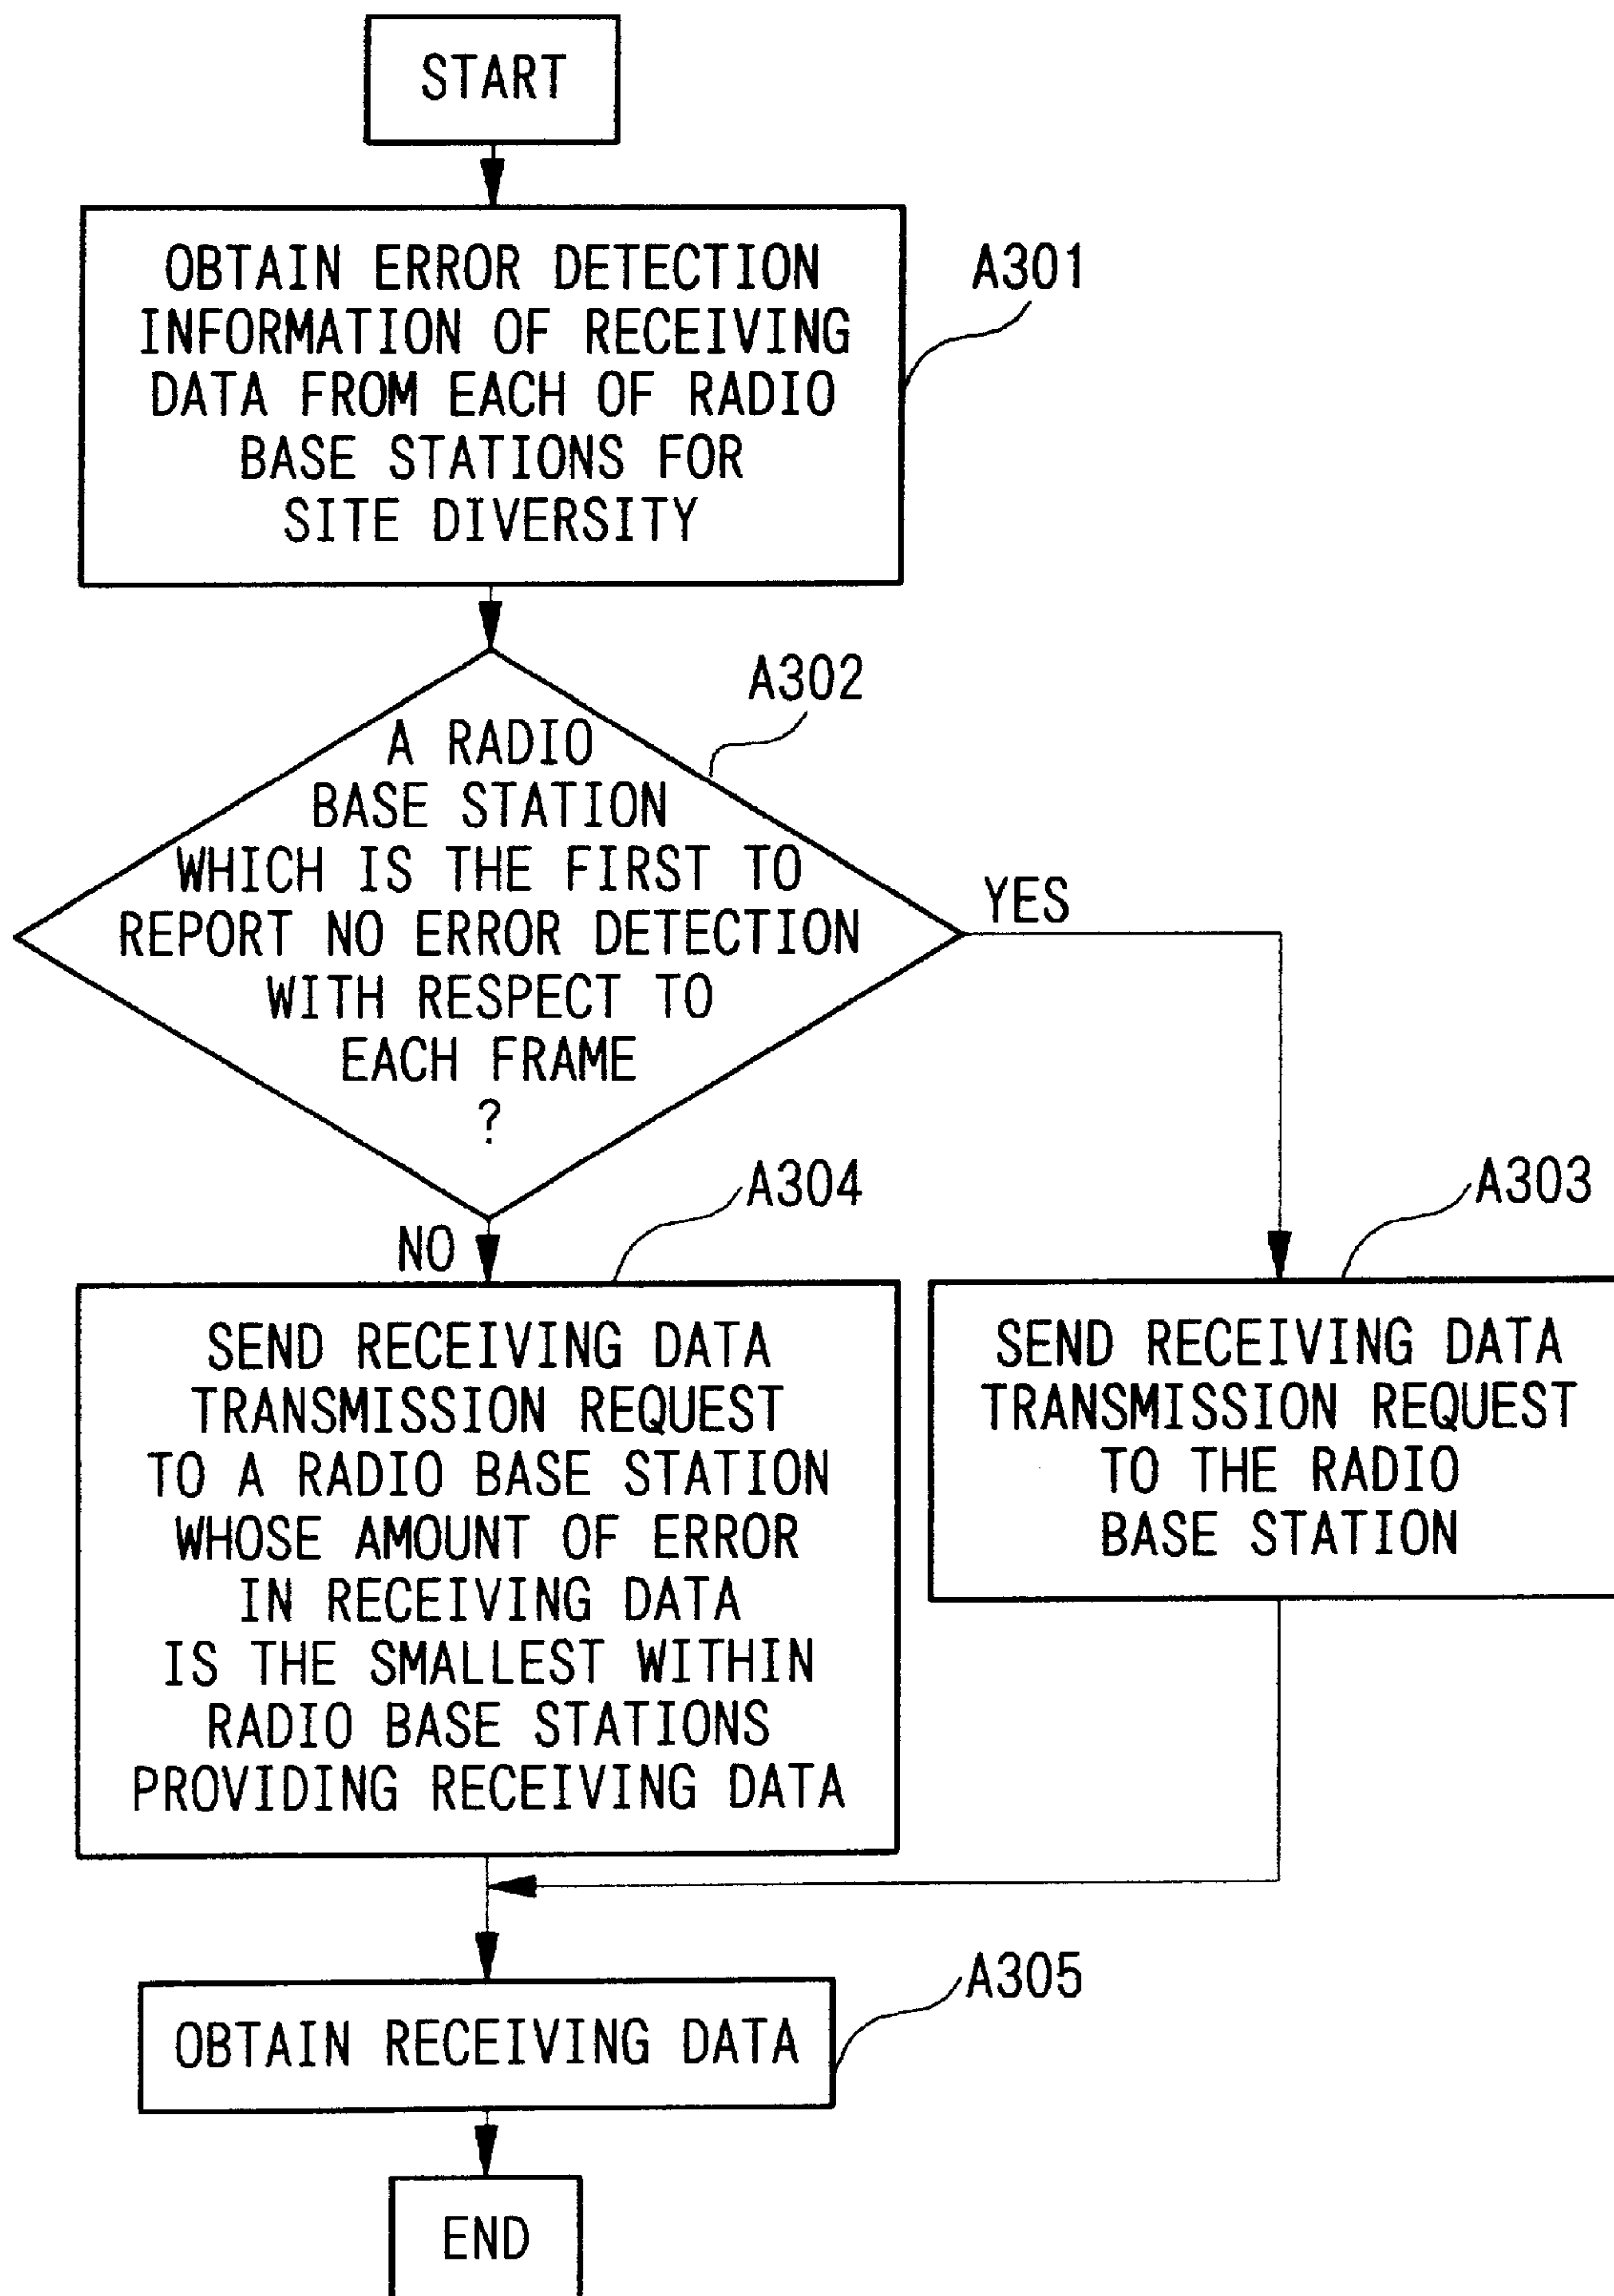 START
OBTAIN ERROR DETECTION
INFORMATION OF RECEIVING
DATA FROM EACH OF RADIO
BASE STATIONS FOR
SITE DIVERSITY
A301
A302
A RADIO
BASE STATION
WHICH IS THE FIRST TO
REPORT NO ERROR DETECTION
WITH RESPECT TO
EACH FRAME
?
YES
NO
A304
SEND RECEIVING DATA
TRANSMISSION REQUEST
TO A RADIO BASE STATION
WHOSE AMOUNT OF ERROR
IN RECEIVING DATA
IS THE SMALLEST WITHIN
RADIO BASE STATIONS
PROVIDING RECEIVING DATA
A303
SEND RECEIVING DATA
TRANSMISSION REQUEST
TO THE RADIO
BASE STATION
A305
OBTAIN RECEIVING DATA
END